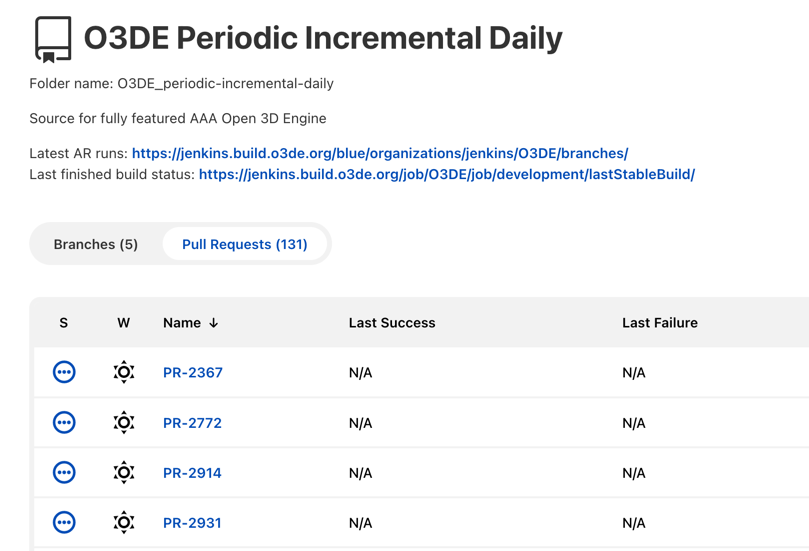 O3DE Periodic Incremental Daily
Folder name: O3DE_periodic-incremental-daily
Source for fully featured AAA Open 3D Engine
Latest AR runs: https://jenkins.build.o3de.org/blue/organizations/jenkins/O3DE/branches/
Last finished build status: https://jenkins.build.o3de.org/job/O3DE/job/development/lastStableBuild/
Branches (5) Pull Requests (131)
S W Name ↓ Last Success Last Failure
PR-2367 N/A N/A
PR-2772 N/A N/A
PR-2914 N/A N/A
PR-2931 N/A N/A